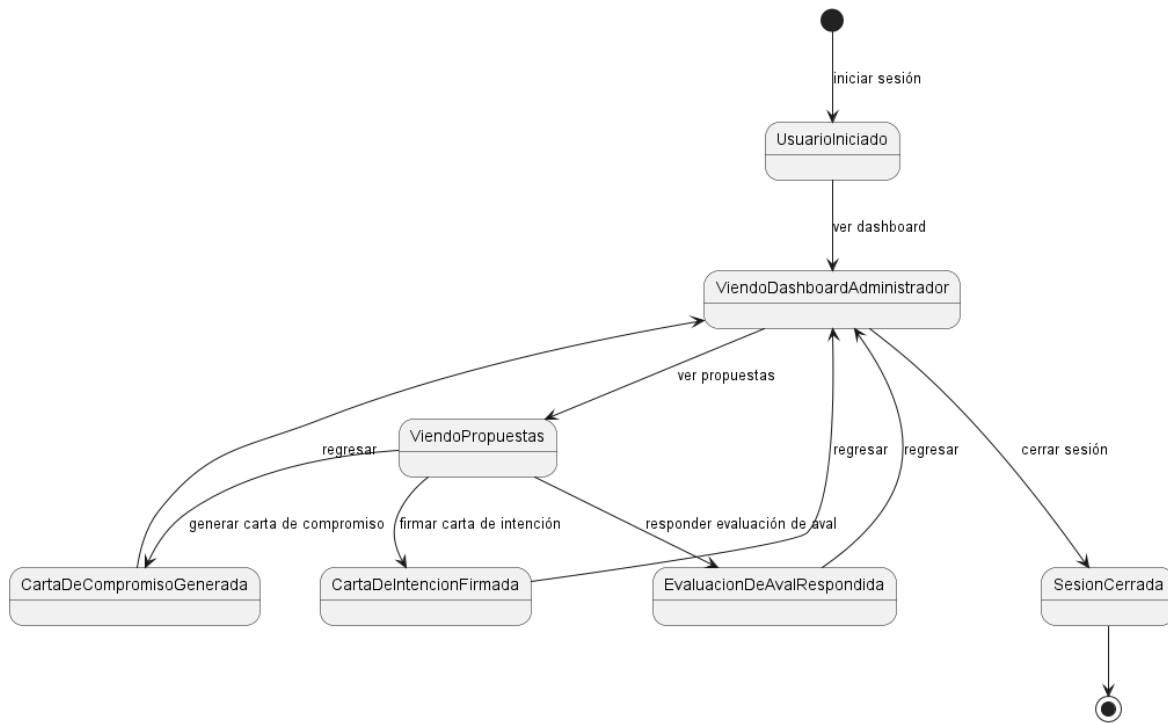 iniciar sesión
UsuarioIniciado
ver dashboard
ViendoDashboardAdministrador
ver propuestas
ViendoPropuestas
regresar
regresar
regresar
cerrar sesión
generar carta de compromiso
firmar carta de intención
responder evaluación de aval
CartaDeCompromisoGenerada
CartaDeIntencionFirmada
EvaluacionDeAvalRespondida
SesionCerrada